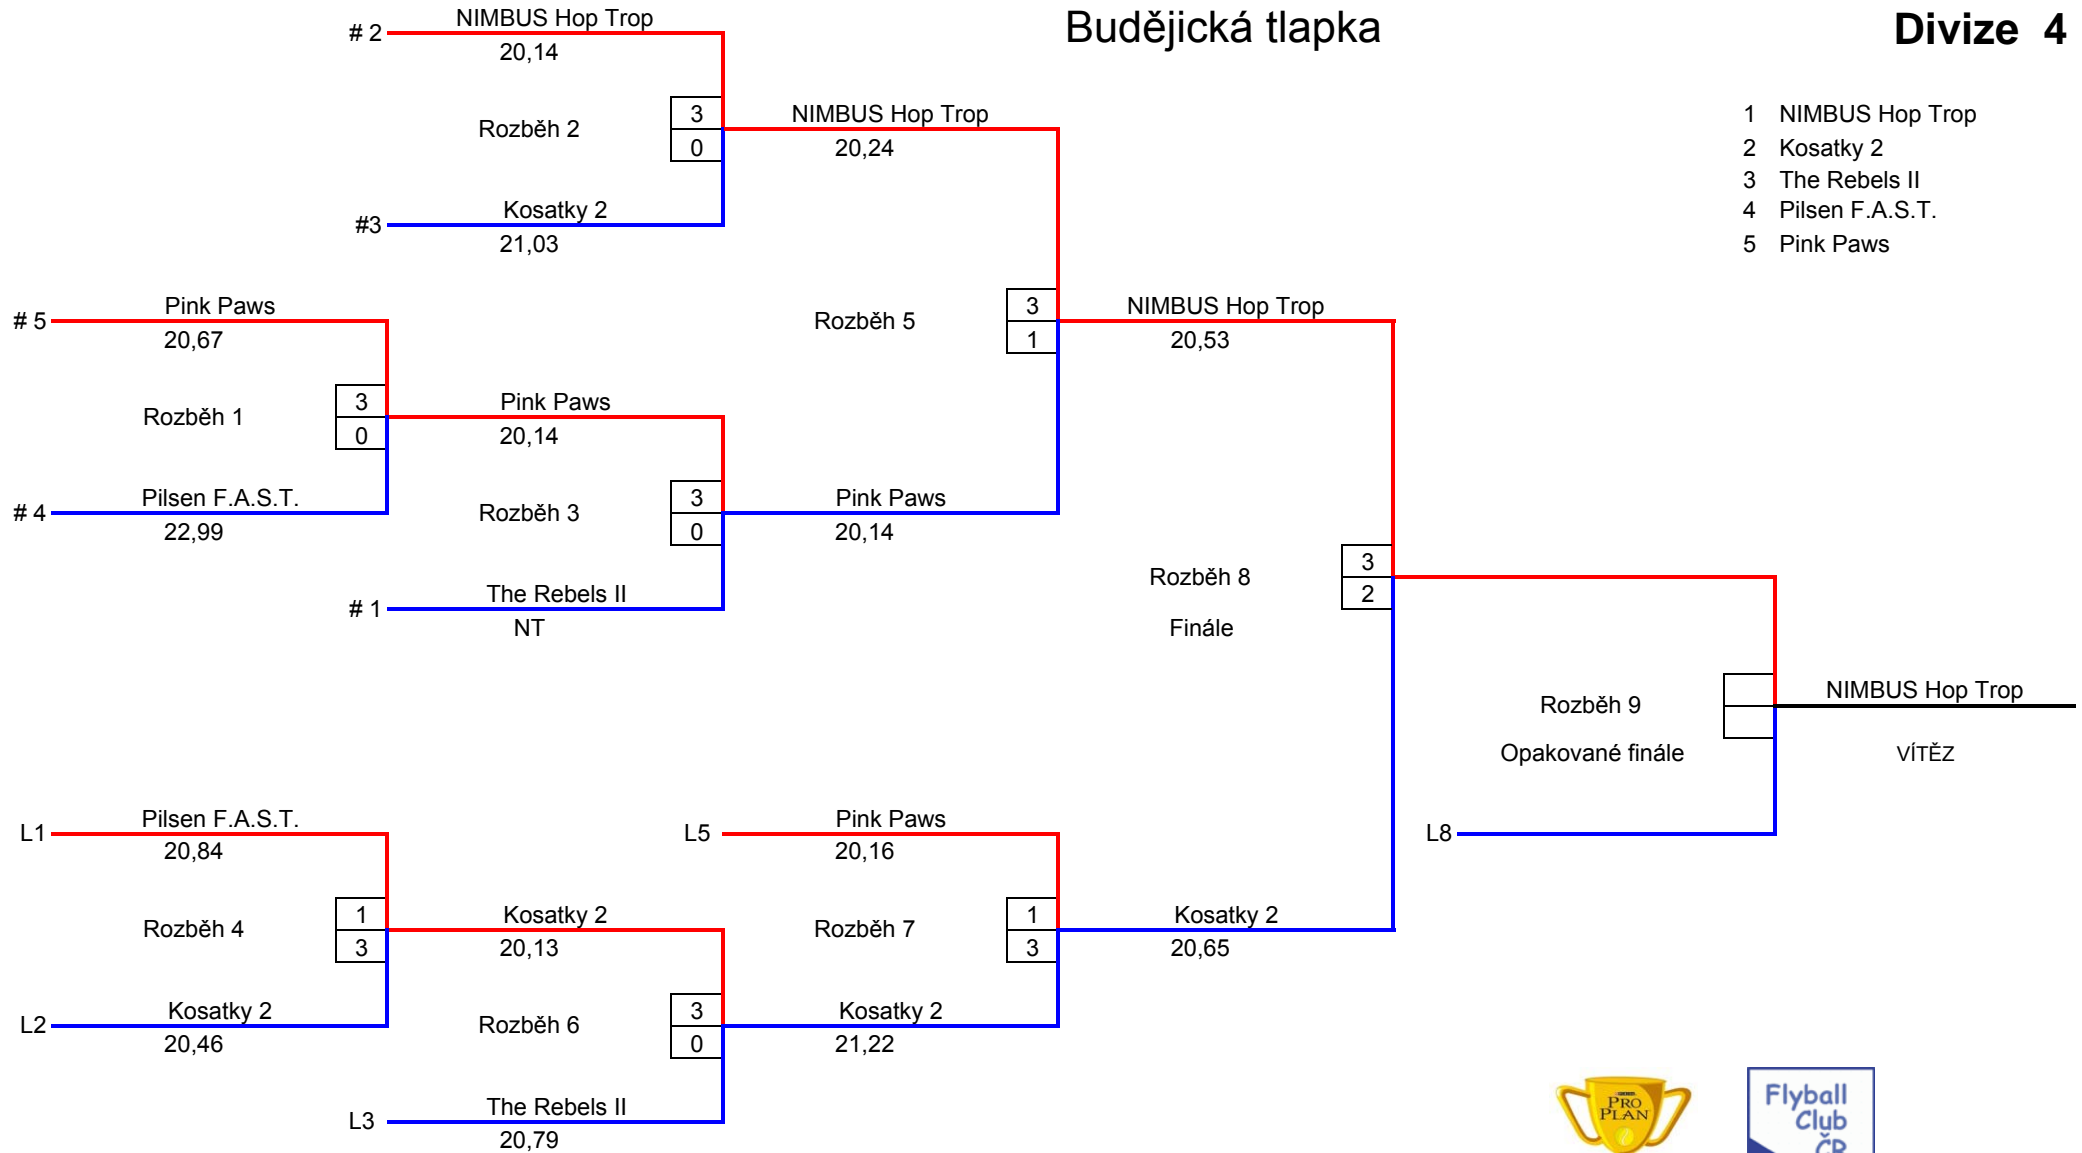 Budějická tlapka
Divize 4
1 NIMBUS Hop Trop
2 Kosatky 2
3 The Rebels II
4 Pilsen F.A.S.T.
5 Pink Paws
# 2
NIMBUS Hop Trop
20,14
Rozběh 2
3
0
#3
Kosatky 2
21,03
NIMBUS Hop Trop
20,24
# 5
Pink Paws
20,67
Rozběh 1
3
0
# 4
Pilsen F.A.S.T.
22,99
Pink Paws
20,14
Rozběh 3
3
0
# 1
The Rebels II
NT
Rozběh 5
3
1
Pink Paws
20,14
NIMBUS Hop Trop
20,53
Rozběh 8
3
2
Finále
Rozběh 9
Opakované finále
NIMBUS Hop Trop
VÍTĚZ
L8
L1
Pilsen F.A.S.T.
20,84
Rozběh 4
1
3
L2
Kosatky 2
20,46
Kosatky 2
20,13
Rozběh 6
3
0
L3
The Rebels II
20,79
L5
Pink Paws
20,16
Rozběh 7
1
3
Kosatky 2
21,22
Kosatky 2
20,65
PRO
PLAN
Flyball
Club
ČR